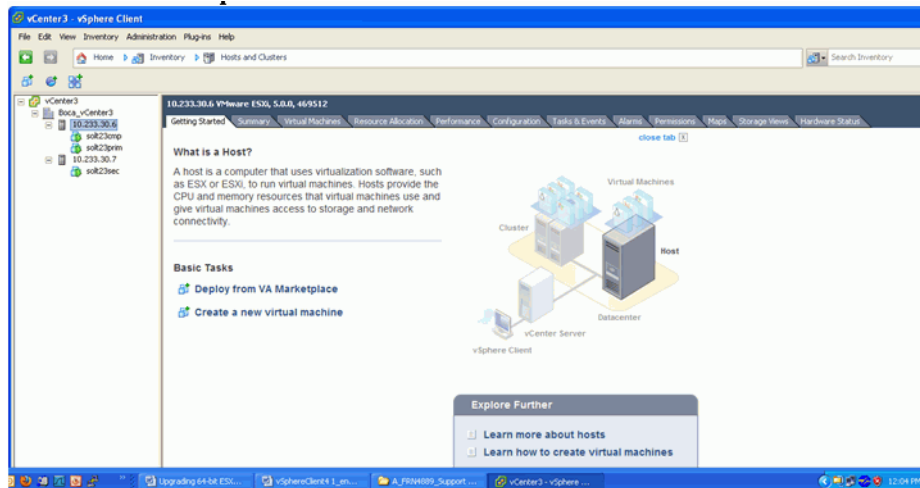 vCenter3 - vSphere Client
File Edit View Inventory Administration Plug-ins Help
Home Inventory Hosts and Clusters
Search Inventory
vCenter3
Boca_vCenter3
10.233.30.6
solt23cmp
solt23prim
10.233.30.7
solt23sec
10.233.30.6 VMware ESXi, 5.0.0, 469512
Getting Started Summary Virtual Machines Resource Allocation Performance Configuration Tasks & Events Alarms Permissions Maps Storage Views Hardware Status
close tab
What is a Host?
A host is a computer that uses virtualization software, such
as ESX or ESXi, to run virtual machines. Hosts provide the
CPU and memory resources that virtual machines use and
give virtual machines access to storage and network
connectivity.
Basic Tasks
Deploy from VA Marketplace
Create a new virtual machine
Virtual Machines
Cluster
Host
Datacenter
vCenter Server
vSphere Client
Explore Further
Learn more about hosts
Learn how to create virtual machines
Upgrading 64-bit ESX...
vSphereClient4 1_en...
A_FRN4889_Support ...
vCenter3 - vSphere ...
12:04 PM